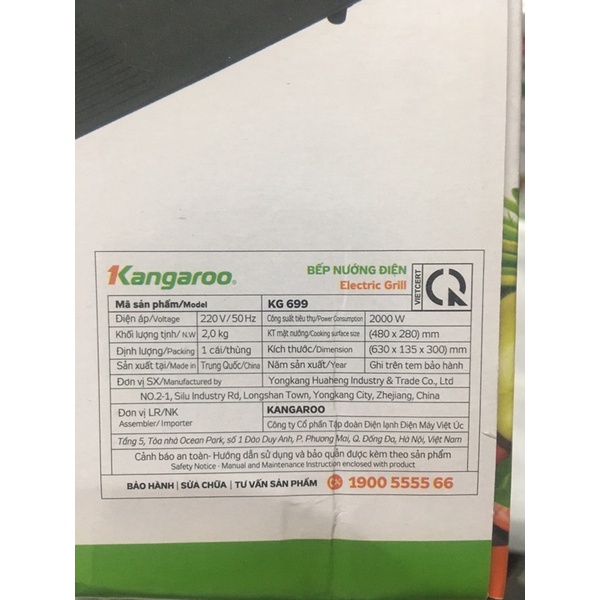 1Kangaroo®
BẾP NƯỚNG ĐIỆN
Electric Grill
VIETCERT
CR
Mã sản phẩm/Model KG 699
Điện áp/Voltage 220 V / 50 Hz Công suất tiêu thụ/Power Consumption 2000 W
Khối lượng tịnh/ N.W 2,0 kg KT mặt nướng/Cooking surface size (480 x 280) mm
Định lượng/Packing 1 cái/thùng Kích thước/Dimension (630 x 135 x 300) mm
Sản xuất tại/Made in Trung Quốc/China Năm sản xuất/Year Ghi trên tem bảo hành
Đơn vị SX/Manufactured by Yongkang Huaheng Industry & Trade Co., Ltd
NO.2-1, Silu Industry Rd, Longshan Town, Yongkang City, Zhejiang, China
Đơn vị LR/NK KANGAROO
Assembler/ Importer Công ty Cổ Phần Tập đoàn Điện lạnh Điện Máy Việt Úc
Tầng 5, Tòa nhà Ocean Park, số 1 Đào Duy Anh, P. Phương Mai, Q. Đống Đa, Hà Nội, Việt Nam
Cảnh báo an toàn- Hướng dẫn sử dụng và bảo quản được kèm theo sản phẩm
Safety Notice - Manual and Maintenance Instruction enclosed with product
BẢO HÀNH | SỬA CHỮA | TƯ VẤN SẢN PHẨM 1900 5555 66